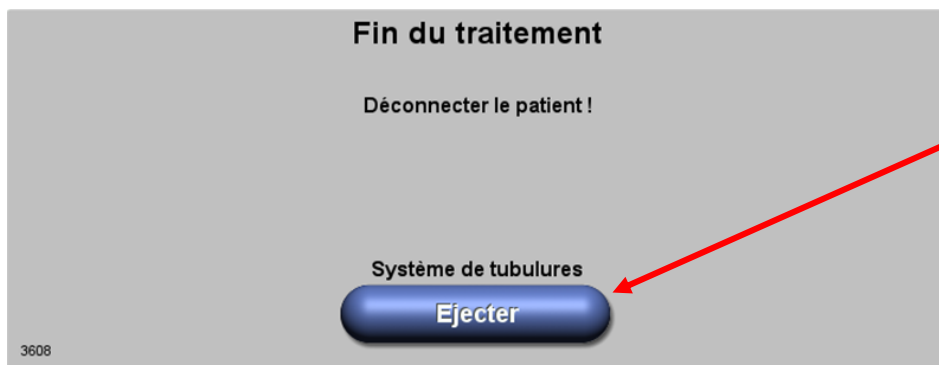 Fin du traitement
Déconnecter le patient !
Système de tubulures
Ejecter
3608